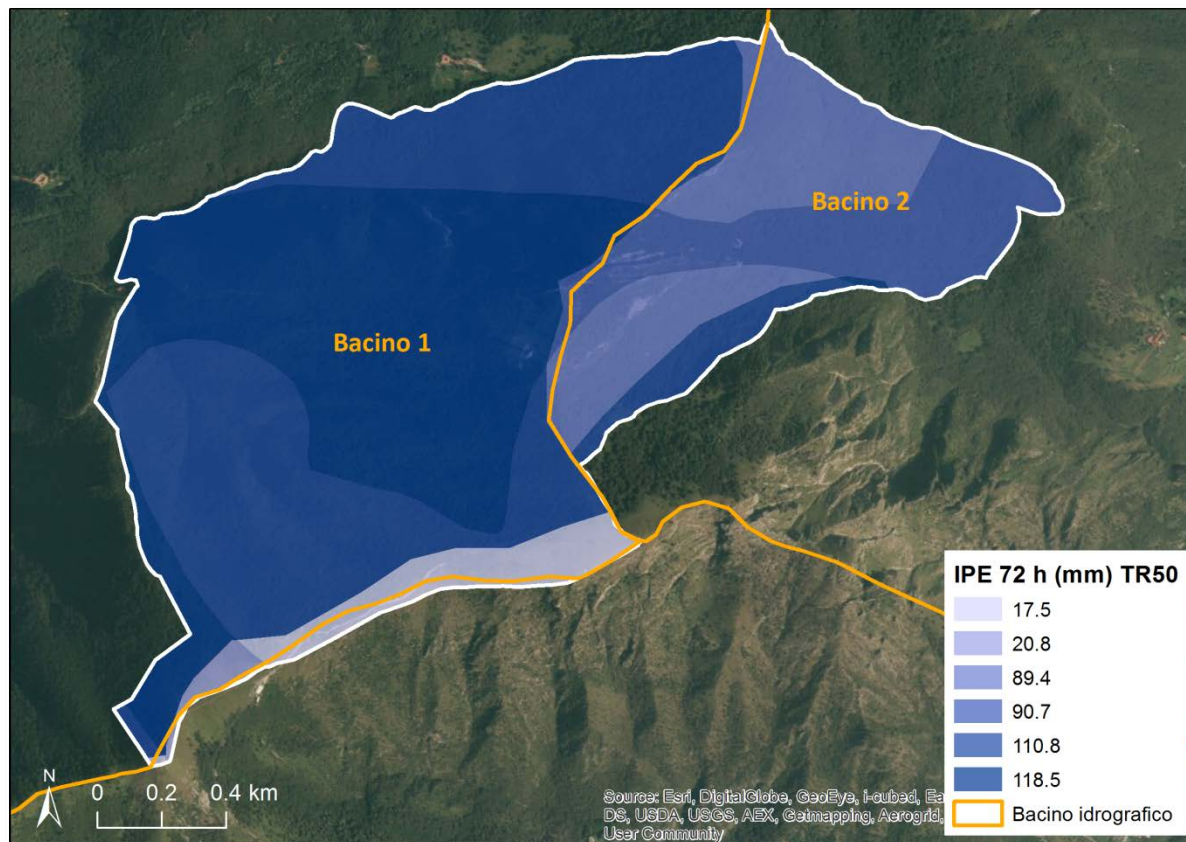 Bacino 2
Bacino 1
IPE 72 h (mm) TR50
17.5
20.8
89.4
90.7
110.8
118.5
Bacino idrografico
N
0 0.2 0.4 km
Source: Esri, DigitalGlobe, GeoEye, i-cubed,
DS, USDA, USGS, AEX, Getmapping, Aerogrid,
User Community